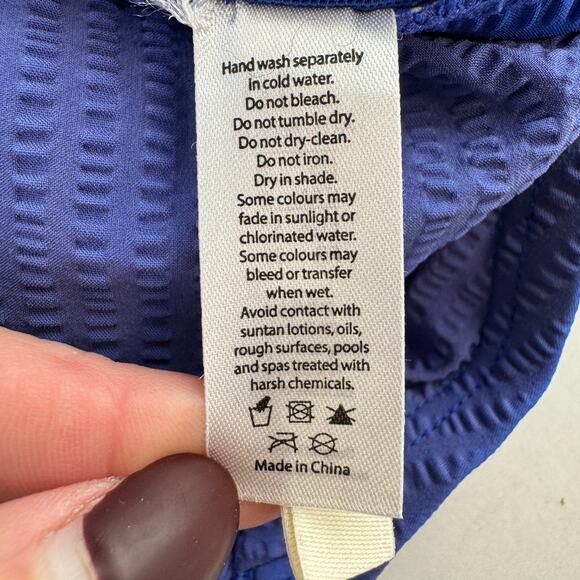 Hand wash separately
in cold water.
Do not bleach.
Do not tumble dry.
Do not dry-clean.
Do not iron.
Dry in shade.
Some colours may
fade in sunlight or
chlorinated water.
Some colours may
bleed or transfer
when wet.
Avoid contact with
suntan lotions, oils,
rough surfaces, pools
and spas treated with
harsh chemicals.
Made in China